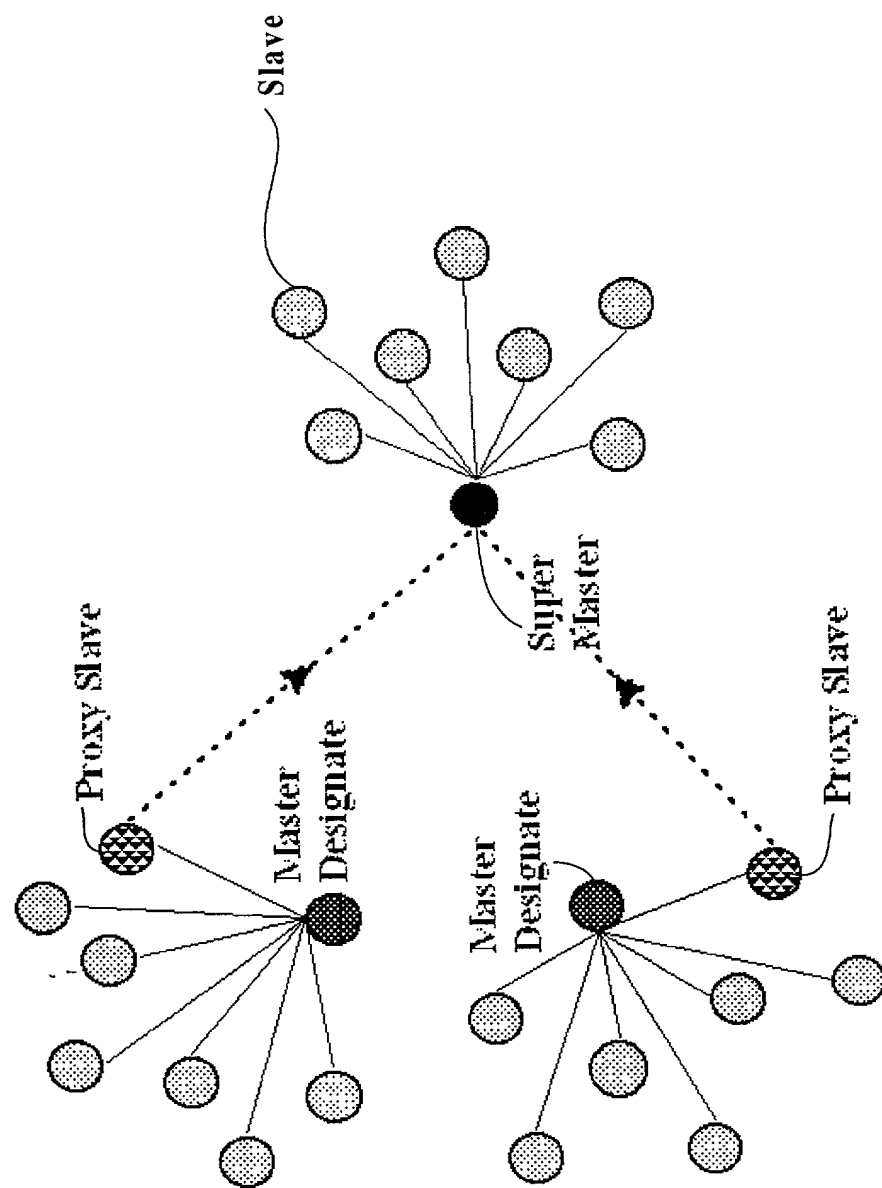 Proxy Slave
Master
Designate
Slave
Super
Master
Master
Designate
Proxy Slave